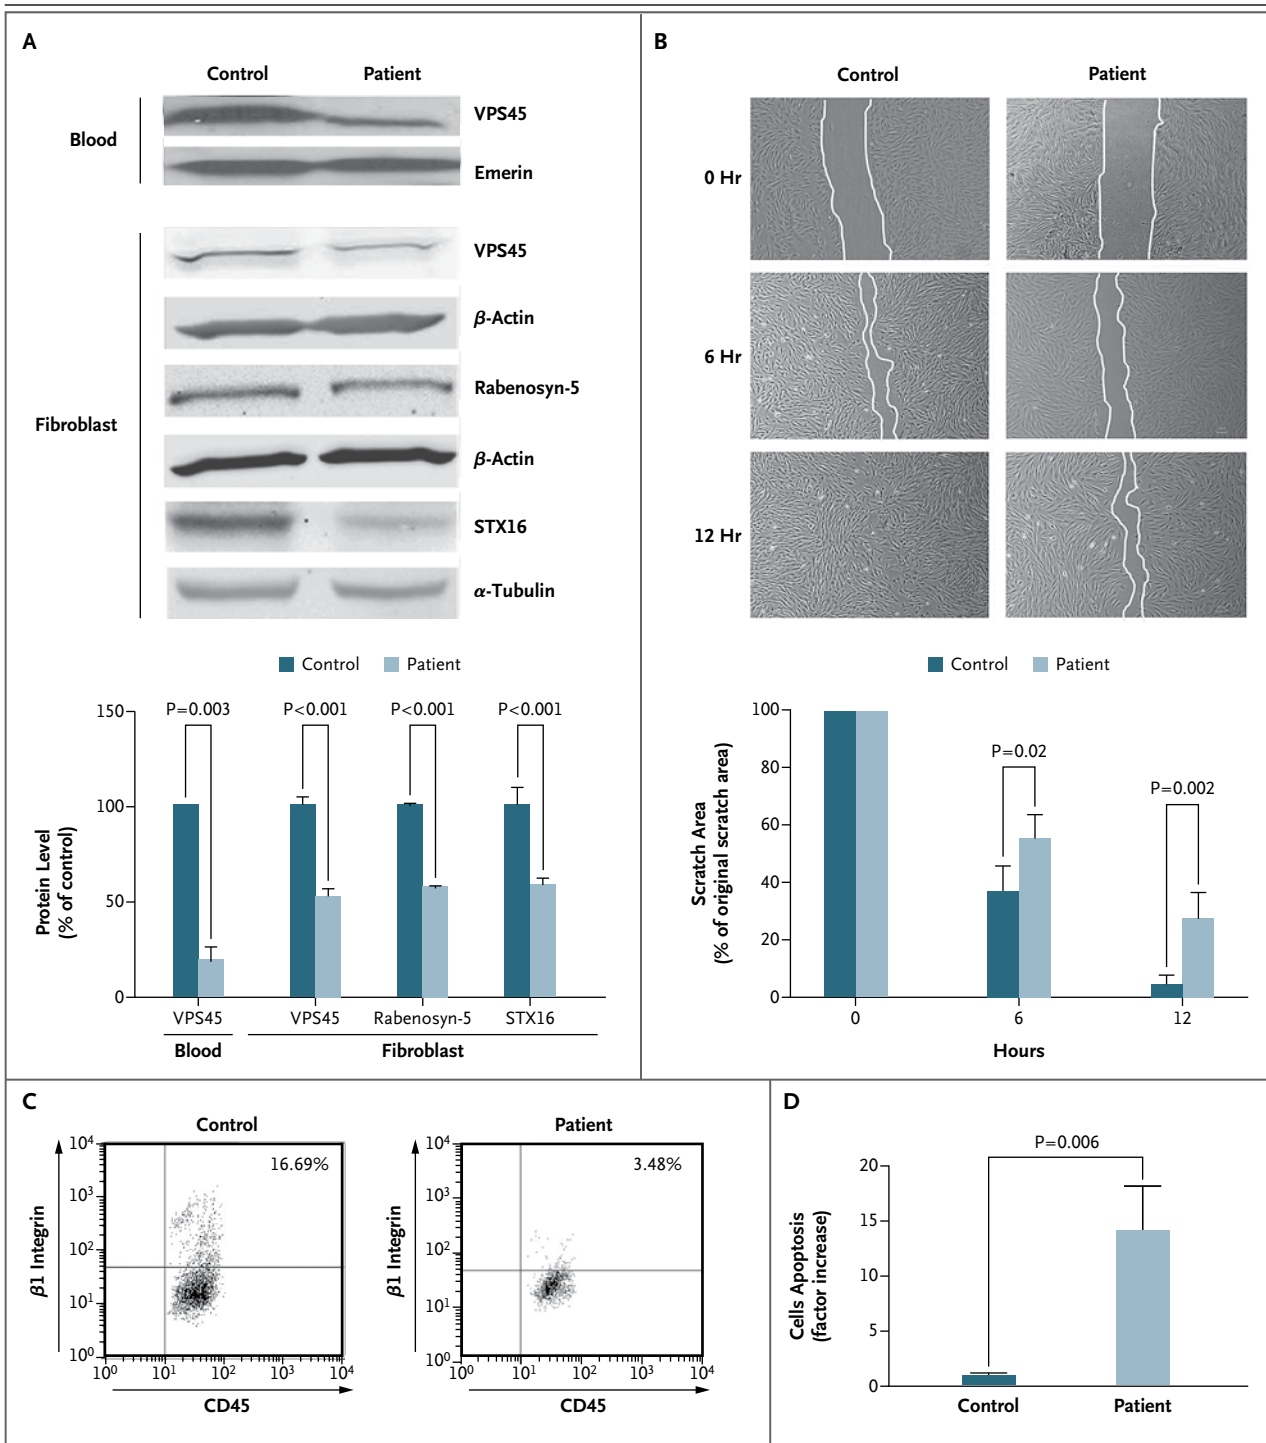 A
Control Patient
Blood
VPS45
Emerin
Fibroblast
VPS45
β-Actin
Rabenosyn-5
β-Actin
STX16
α-Tubulin
Control Patient
Protein Level
(% of control)
150
100
50
0
P=0.003 P<0.001 P<0.001 P<0.001
VPS45 VPS45 Rabenosyn-5 STX16
Blood Fibroblast
B
Control Patient
0 Hr
6 Hr
12 Hr
Control Patient
Scratch Area
(% of original scratch area)
100
80
60
40
20
0
P=0.02
P=0.002
0 6 12
Hours
C
Control
β1 Integrin
10⁴
10³
10²
10¹
10⁰
16.69%
10⁰ 10¹ 10² 10³ 10⁴
CD45
Patient
β1 Integrin
10⁴
10³
10²
10¹
10⁰
3.48%
10⁰ 10¹ 10² 10³ 10⁴
CD45
D
Cells Apoptosis
(factor increase)
20
15
10
5
0
P=0.006
Control Patient